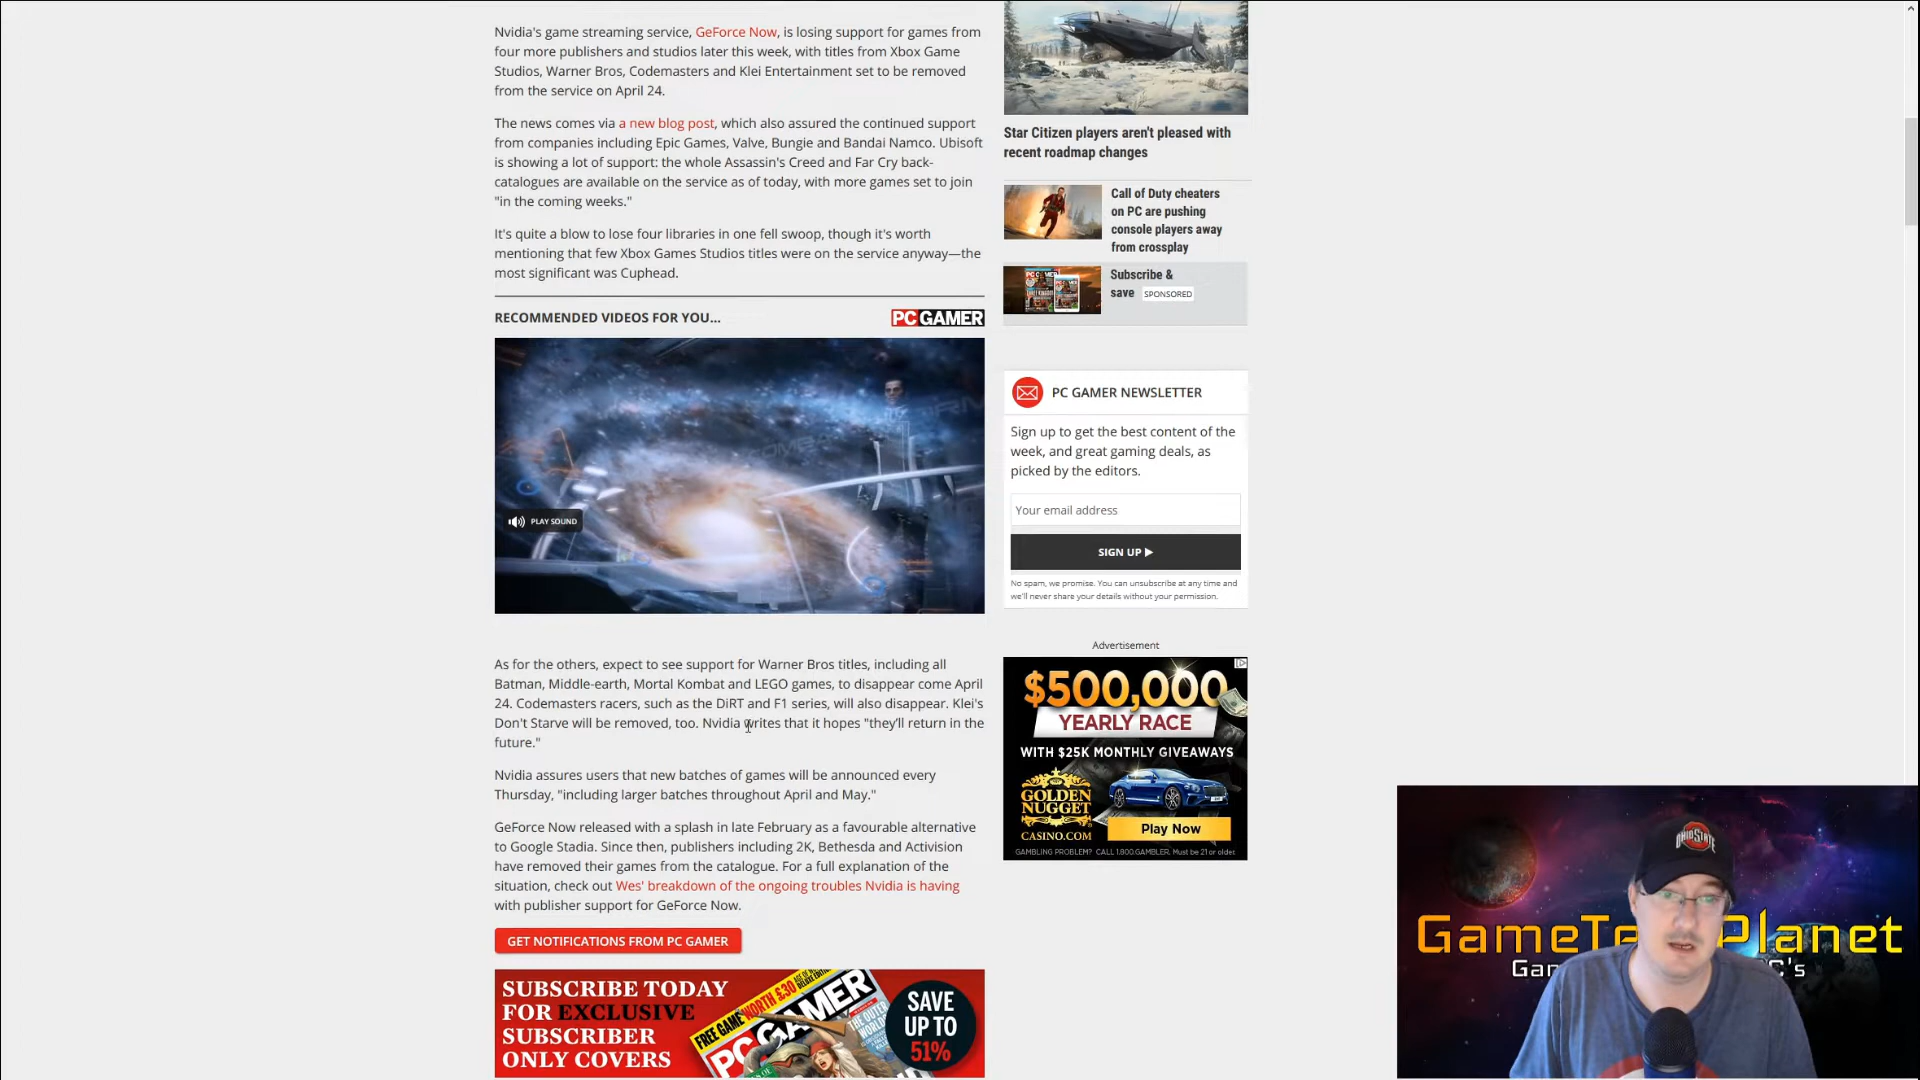 Nvidia's game streaming service, GeForce Now, is losing support for games from
four more publishers and studios later this week, with titles from Xbox Game
Studios, Warner Bros, Codemasters and Klei Entertainment set to be removed
from the service on April 24.
The news comes via a new blog post, which also assured the continued support
from companies including Epic Games, Valve, Bungie and Bandai Namco. Ubisoft
is showing a lot of support: the whole Assassin's Creed and Far Cry back-
catalogues are available on the service as of today, with more games set to join
"in the coming weeks."
It's quite a blow to lose four libraries in one fell swoop, though it's worth
mentioning that few Xbox Games Studios titles were on the service anyway—the
most significant was Cuphead.
RECOMMENDED VIDEOS FOR YOU...
PC GAMER
PLAY SOUND
As for the others, expect to see support for Warner Bros titles, including all
Batman, Middle-earth, Mortal Kombat and LEGO games, to disappear come April
24. Codemasters racers, such as the DiRT and F1 series, will also disappear. Klei's
Don't Starve will be removed, too. Nvidia writes that it hopes "they'll return in the
future."
Nvidia assures users that new batches of games will be announced every
Thursday, "including larger batches throughout April and May."
GeForce Now released with a splash in late February as a favourable alternative
to Google Stadia. Since then, publishers including 2K, Bethesda and Activision
have removed their games from the catalogue. For a full explanation of the
situation, check out Wes' breakdown of the ongoing troubles Nvidia is having
with publisher support for GeForce Now.
GET NOTIFICATIONS FROM PC GAMER
SUBSCRIBE TODAY
FOR EXCLUSIVE
SUBSCRIBER
ONLY COVERS
FREE GAME WORTH £30
PC GAMER
SAVE
UP TO
51%
Star Citizen players aren't pleased with
recent roadmap changes
Call of Duty cheaters
on PC are pushing
console players away
from crossplay
Subscribe &
save SPONSORED
PC GAMER NEWSLETTER
Sign up to get the best content of the
week, and great gaming deals, as
picked by the editors.
Your email address
SIGN UP
No spam, we promise. You can unsubscribe at any time and
we'll never share your details without your permission.
Advertisement
$500,000
YEARLY RACE
WITH $25K MONTHLY GIVEAWAYS
GOLDEN
NUGGET
CASINO.COM
Play Now
GAMBLING PROBLEM? CALL 1.800.GAMBLER. Must be 21 or older
OHIO STATE